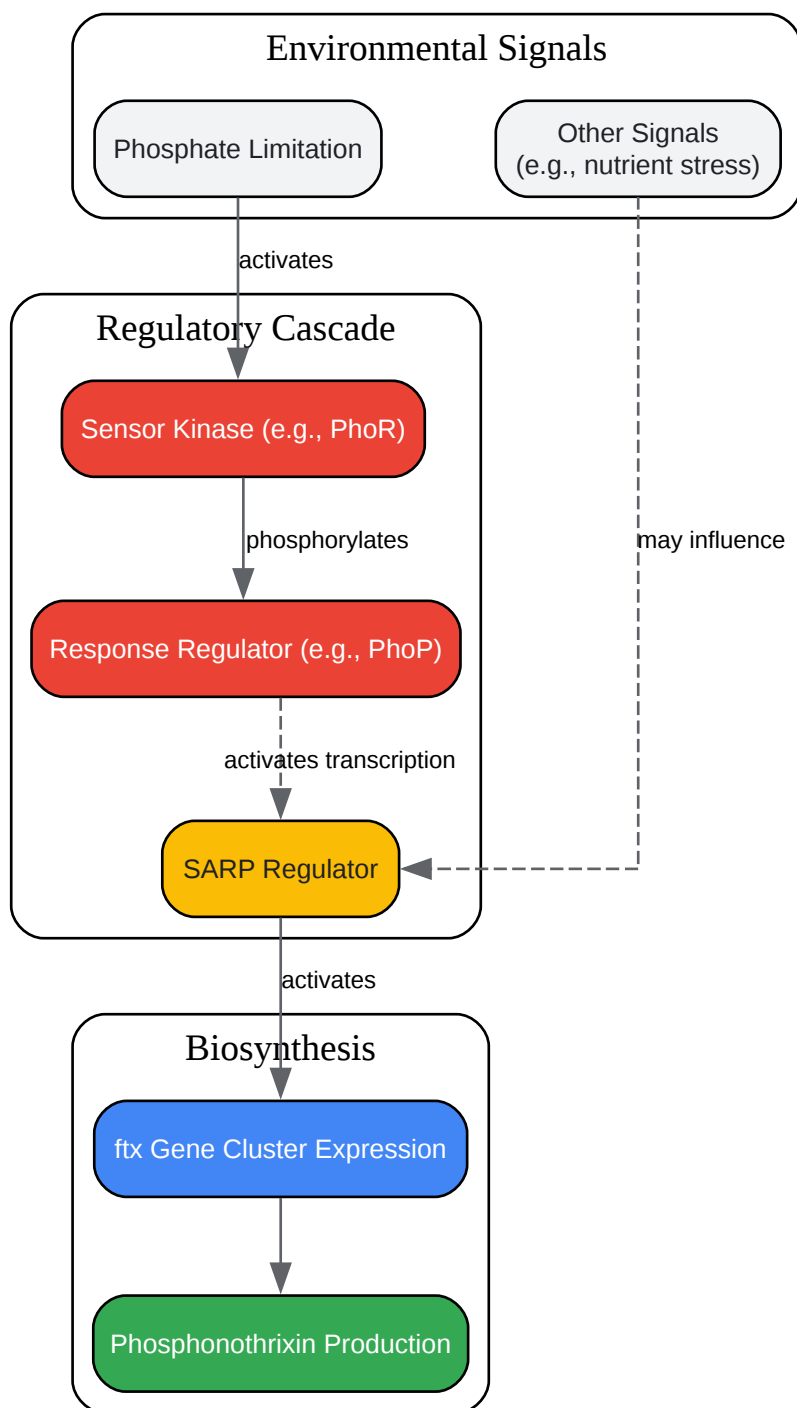 Environmental Signals
Phosphate Limitation
Other Signals
(e.g., nutrient stress)
activates
Regulatory Cascade
Sensor Kinase (e.g., PhoR)
phosphorylates
may influence
Response Regulator (e.g., PhoP)
activates transcription
SARP Regulator
activates
Biosynthesis
ftx Gene Cluster Expression
Phosphonothrixin Production